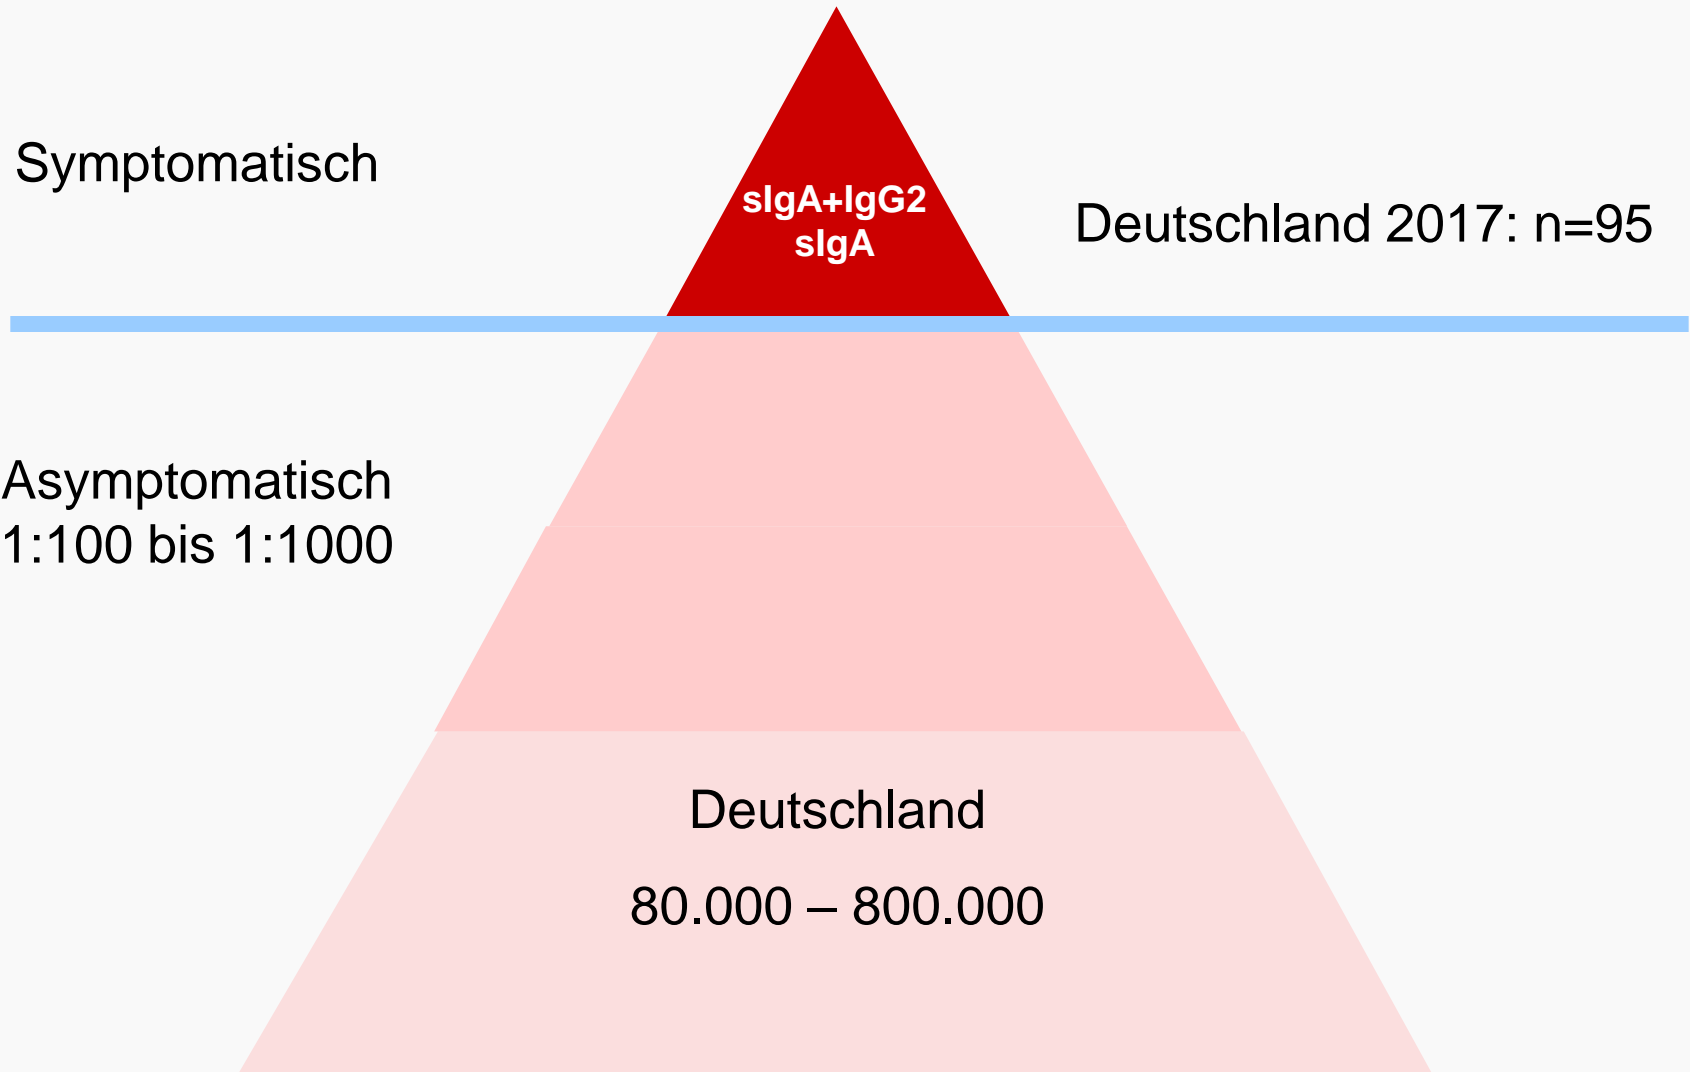 Symptomatisch
sIgA+IgG2
sIgA
Deutschland 2017: n=95
Asymptomatisch
1:100 bis 1:1000
Deutschland
80.000 – 800.000